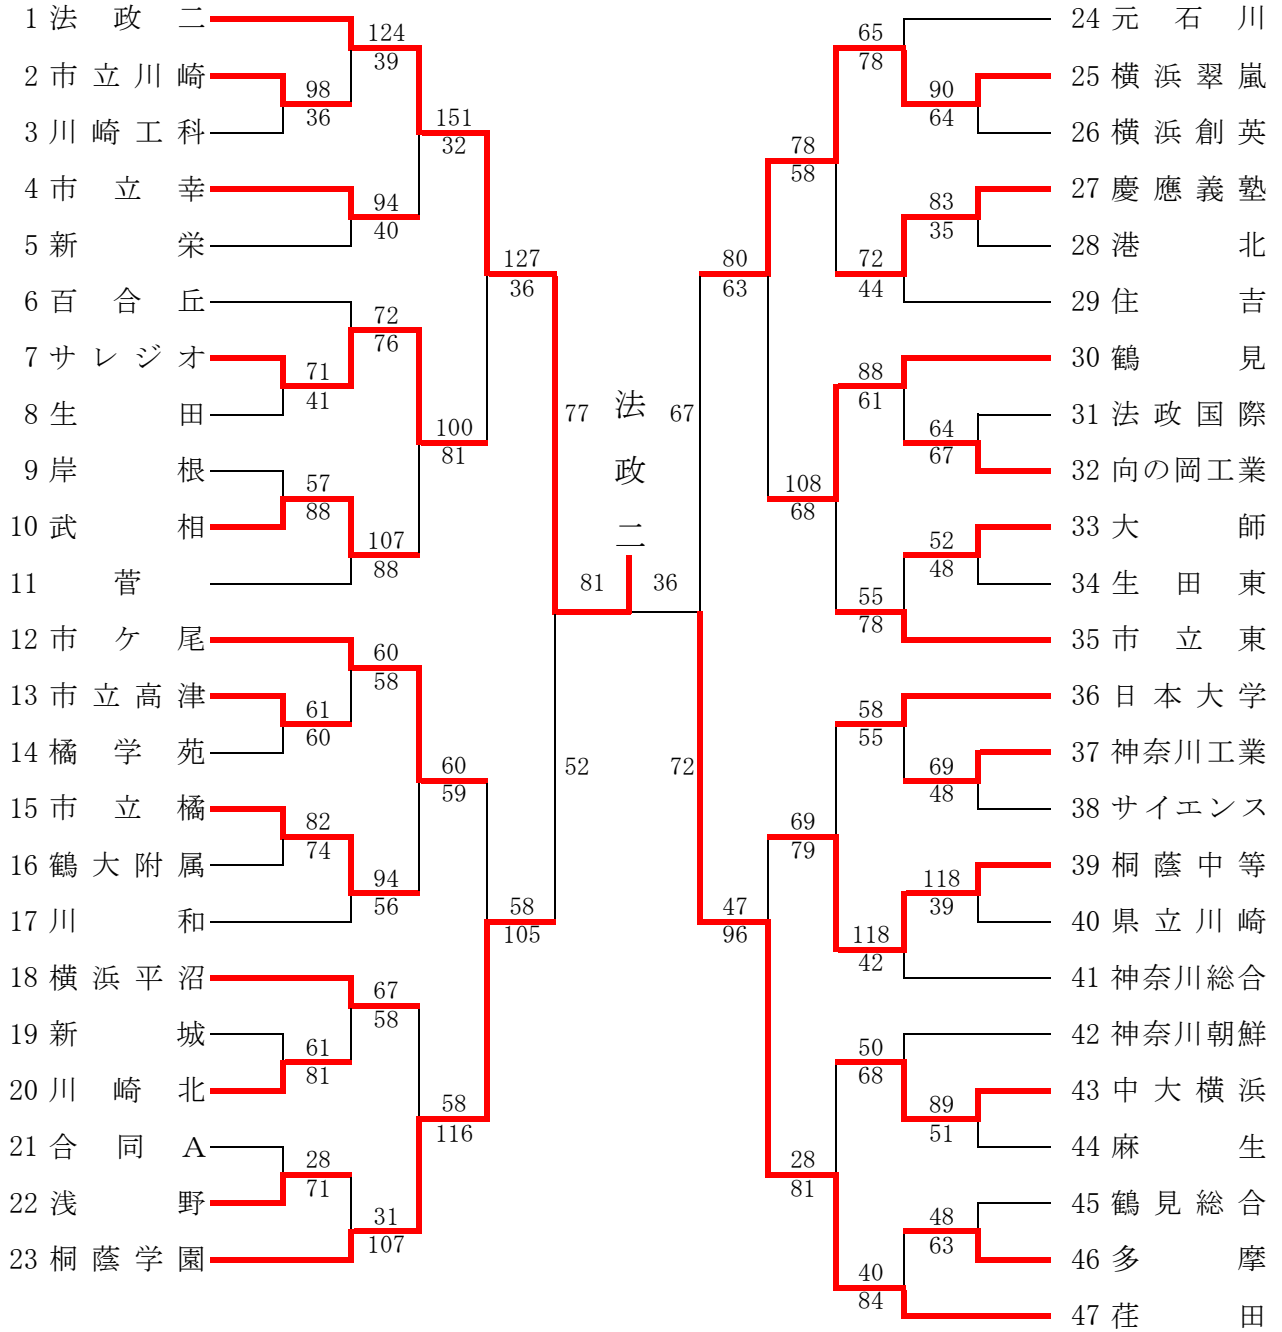 1 法政二
2 市立川崎
3 川崎工科
4 市立幸
5 新栄
6 百合丘
7 サレジオ
8 生田
9 岸根
10 武相
11 菅
12 市ケ尾
13 市立高津
14 橘学苑
15 市立橘
16 鶴大附属
17 川和
18 横浜平沼
19 新城
20 川崎北
21 合同A
22 浅野
23 桐蔭学園
98
36
71
41
57
88
61
60
82
74
61
81
28
71
124
39
94
40
72
76
107
88
60
58
94
56
67
58
31
107
151
32
100
81
60
59
58
116
127
36
58
105
77
52
法政二
81
36
67
72
80
63
47
96
78
58
108
68
69
79
28
81
65
78
72
44
88
61
55
78
58
55
118
42
50
68
40
84
90
64
83
35
64
67
52
48
69
48
118
39
89
51
48
63
24 元石川
25 横浜翠嵐
26 横浜創英
27 慶應義塾
28 港北
29 住吉
30 鶴見
31 法政国際
32 向の岡工業
33 大師
34 生田東
35 市立東
36 日本大学
37 神奈川工業
38 サイエンス
39 桐蔭中等
40 県立川崎
41 神奈川総合
42 神奈川朝鮮
43 中大横浜
44 麻生
45 鶴見総合
46 多摩
47 荏田